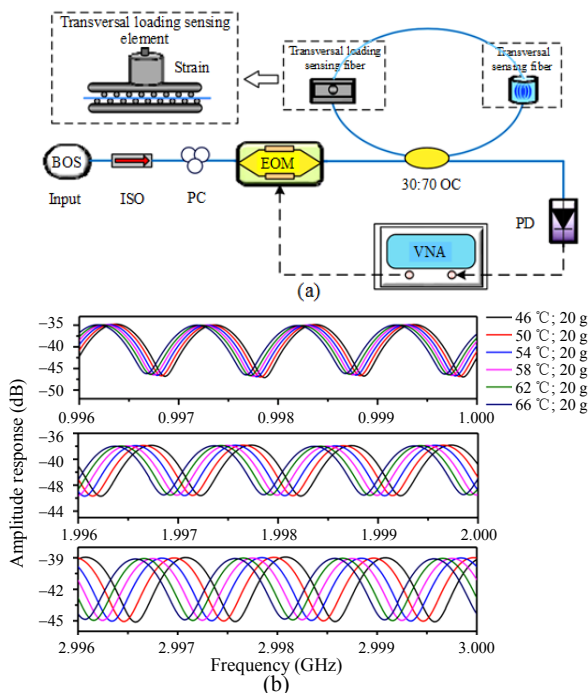 (a)
Transversal loading sensing
element
Strain
Transversal loading
sensing fiber
Transversal
sensing fiber
BOS
Input
ISO
PC
EOM
30:70 OC
PD
VNA
(b)
Amplitude response (dB)
−35
−40
−45
−50
0.996 0.997 0.998 0.999 1.000
46 ℃; 20 g
50 ℃; 20 g
54 ℃; 20 g
58 ℃; 20 g
62 ℃; 20 g
66 ℃; 20 g
−36
−40
−48
−44
1.996 1.997 1.998 1.999 2.000
−39
−42
−45
2.996 2.997 2.998 2.999 3.000
Frequency (GHz)